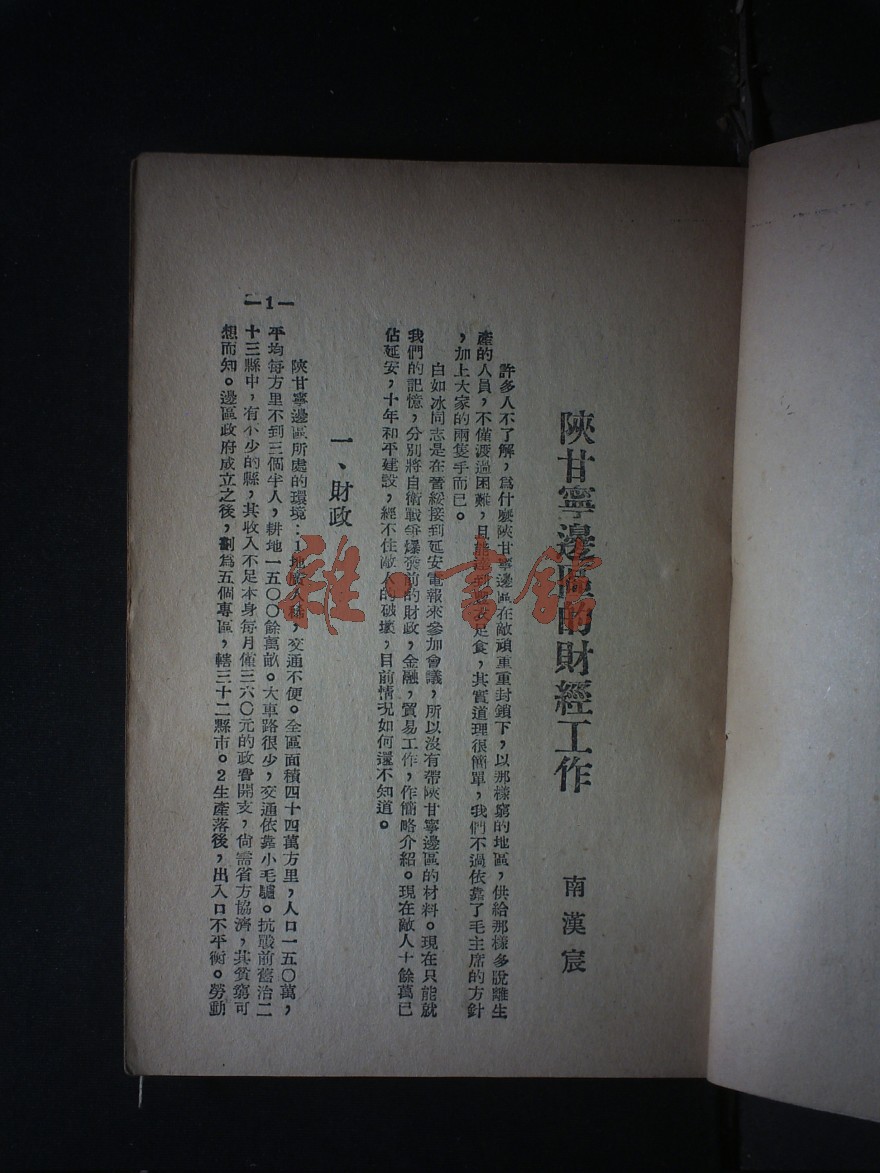 陝甘寧邊區的財經工作
南漢宸
許多人不了解，爲什麽陝甘寧邊區在敵頑重重封鎖下，以那樣窮的地區，供給那樣多脫離生
產的人員，不僅渡過困難，且能達到豐衣足食，其實道理很簡單，我們不過依靠了毛主席的方針
，加上大家的兩隻手而已。
白如冰同志是在晉綏接到延安電報來參加會議，所以沒有帶陝甘寧邊區的材料。現在只能就
我們的記憶，分別將自衛戰爭爆發前的財政，金融，貿易工作，作簡略介紹。現在敵人十餘萬已
佔延安，十年和平建設，經不住敵人的破壞，目前情況如何還不知道。
一、財政
陝甘寧邊區所處的環境：1地廣人稀，交通不便。全區面積四十四萬方里，人口一五〇萬，
平均每方里不到三個半人，耕地一五〇〇餘萬畝。大車路很少，交通依靠小毛驢。抗戰前舊治二
十三縣中，有不少的縣，其收入不足本身每月僅三六〇元的政費開支，尙需省方協濟，其貧窮可
想而知。邊區政府成立之後，劃爲五個專區，轄三十二縣市。2生產落後，出入口不平衡。勞動
—1—
雜·書館